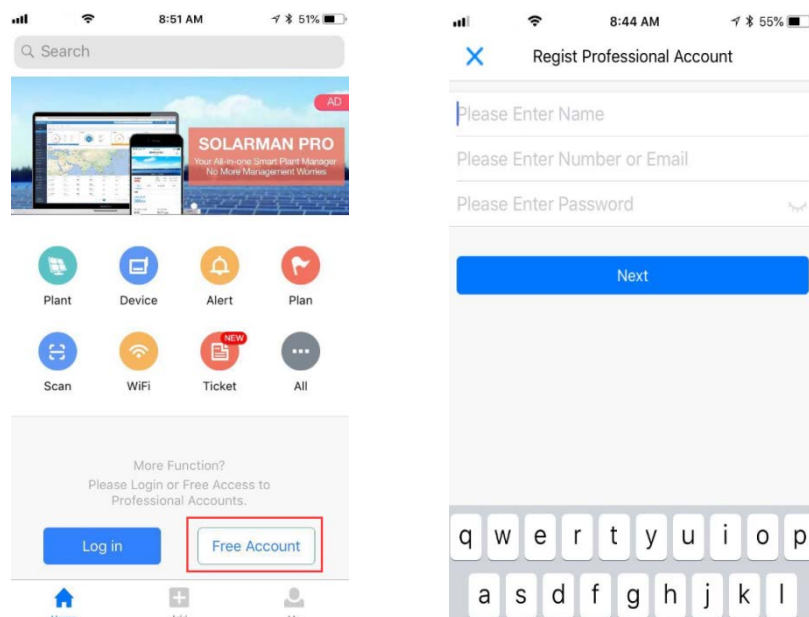 8:51 AM
51%
Search
AD
SOLARMAN PRO
Your All-in-one Smart Plant Manager
No More Management Worries
Plant Device Alert Plan
NEW
Scan WiFi Ticket All
More Function?
Please Login or Free Access to
Professional Accounts.
Log in Free Account
8:44 AM
55%
Regist Professional Account
Please Enter Name
Please Enter Number or Email
Please Enter Password
Next
q w e r t y u i o p
a s d f g h j k l